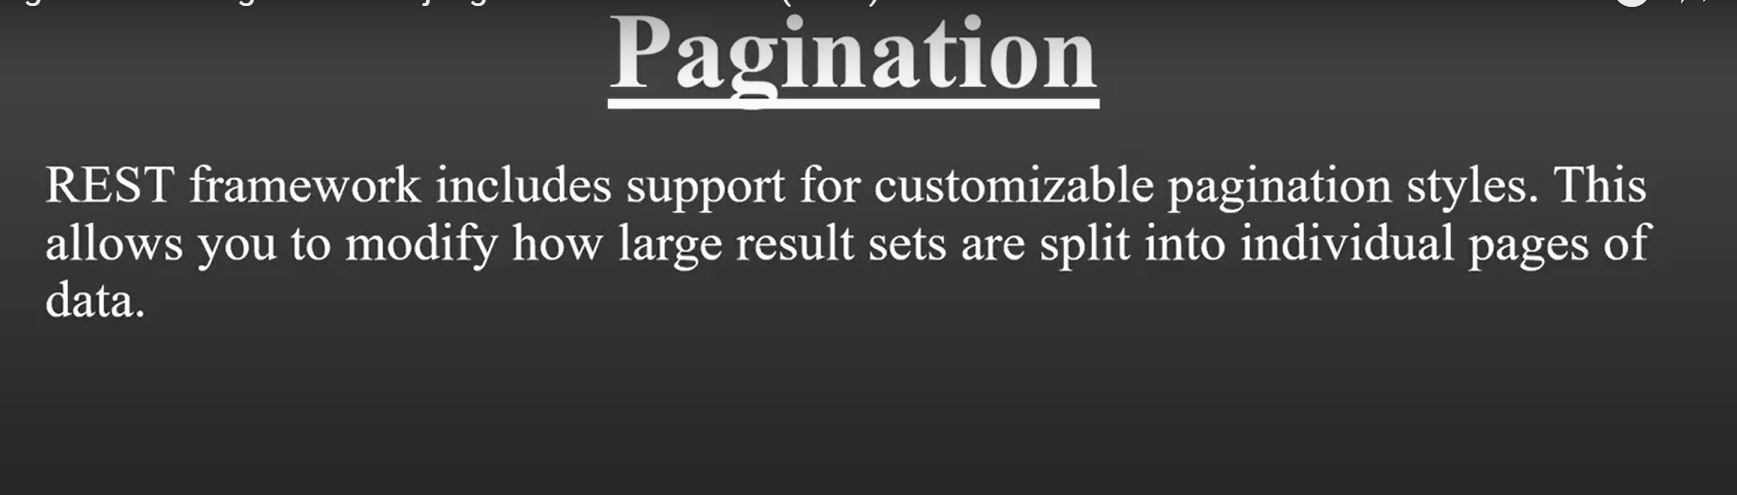 Pagination
REST framework includes support for customizable pagination styles. This
allows you to modify how large result sets are split into individual pages of
data.